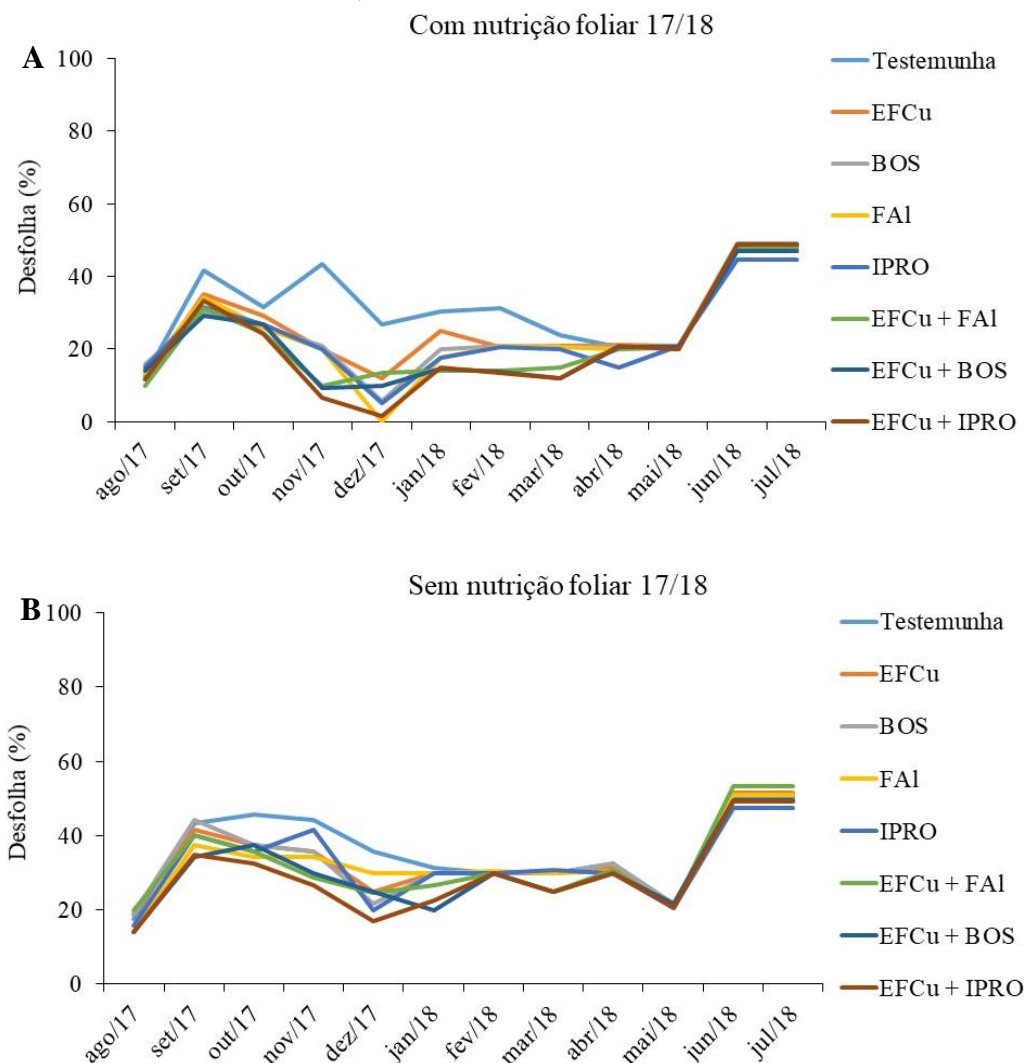 Com nutrição foliar 17/18
A
Desfolha (%)
100
80
60
40
20
0
ago/17
set/17
out/17
nov/17
dez/17
jan/18
fev/18
mar/18
abr/18
mai/18
jun/18
jul/18
Testemunha
EFCu
BOS
FAl
IPRO
EFCu + FAl
EFCu + BOS
EFCu + IPRO
Sem nutrição foliar 17/18
B
Desfolha (%)
100
80
60
40
20
0
ago/17
set/17
out/17
nov/17
dez/17
jan/18
fev/18
mar/18
abr/18
mai/18
jun/18
jul/18
Testemunha
EFCu
BOS
FAl
IPRO
EFCu + FAl
EFCu + BOS
EFCu + IPRO